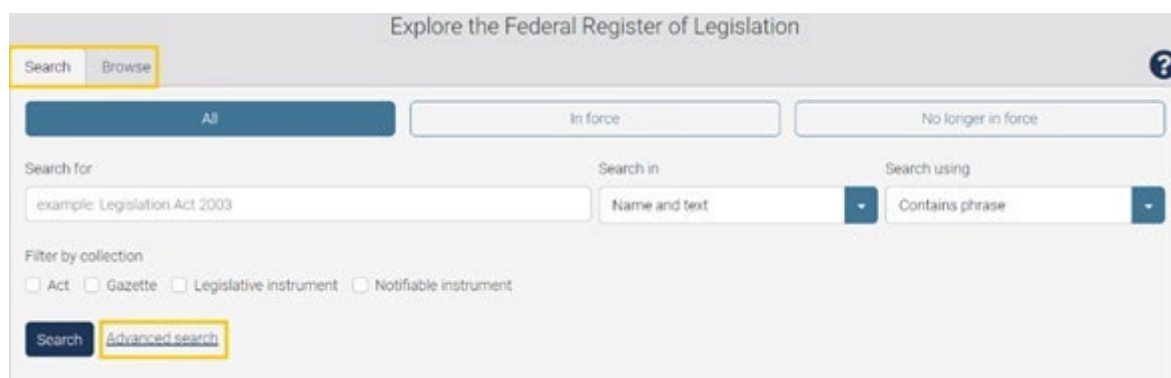 Explore the Federal Register of Legislation
Search Browse
?
All In force No longer in force
Search for Search in Search using
example: Legislation Act 2003 Name and text Contains phrase
Filter by collection
Act Gazette Legislative instrument Notifiable instrument
Search Advanced search